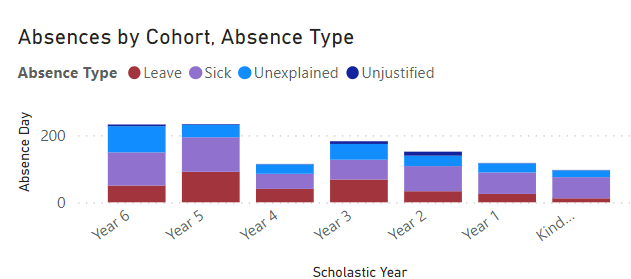 Absences by Cohort, Absence Type
Absence Type Leave Sick Unexplained Unjustified
Absence Day
200
0
Year 6 Year 5 Year 4 Year 3 Year 2 Year 1 Kind...
Scholastic Year